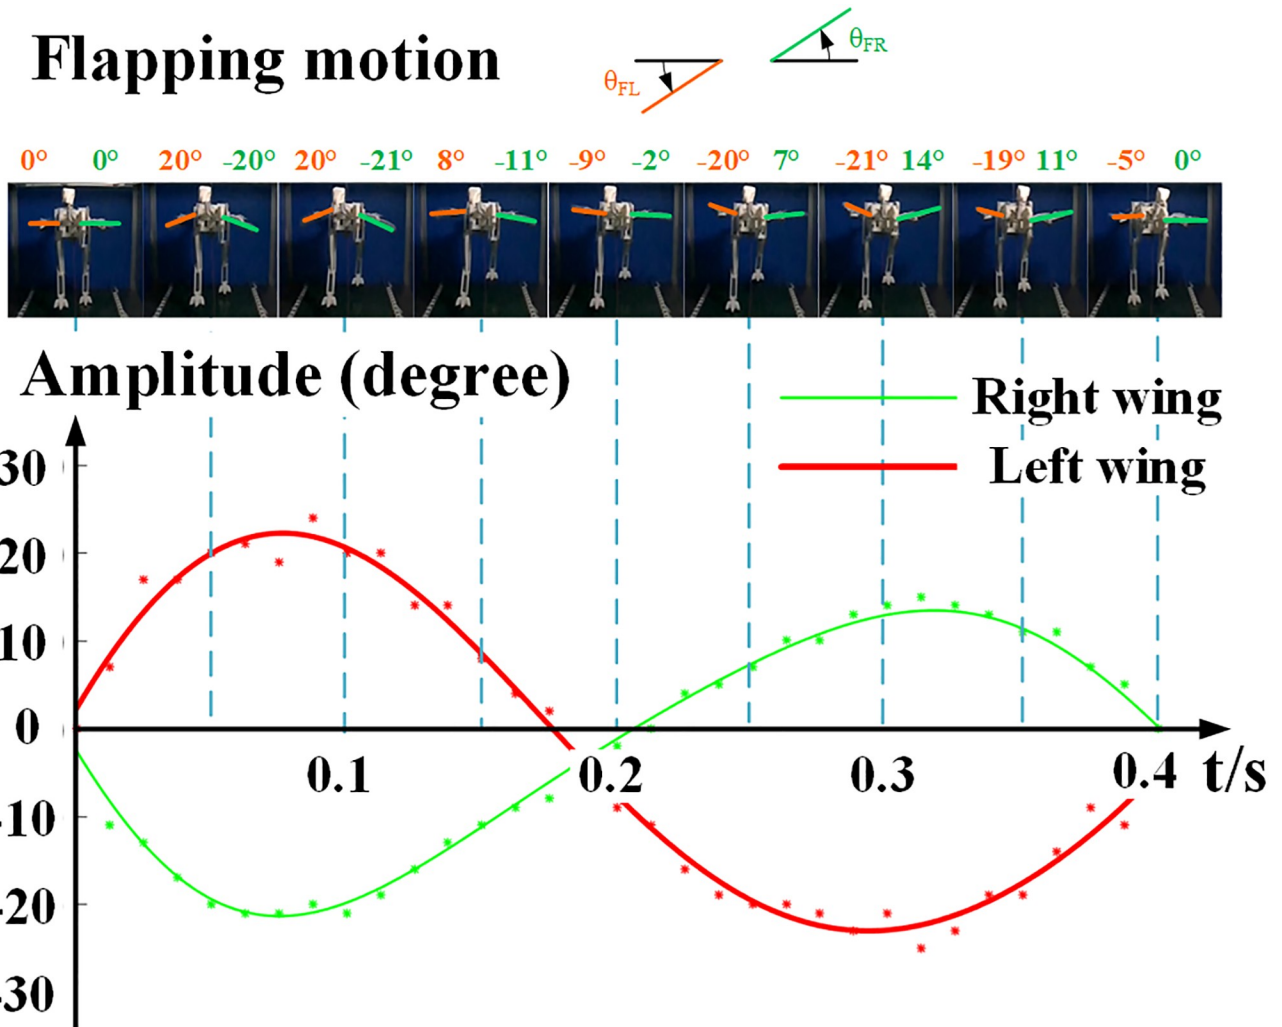 Flapping motion
θFL
θFR
0° 0° 20° -20° 20° -21° 8° -11° -9° -2° -20° 7° -21° 14° -19° 11° -5° 0°
Amplitude (degree)
Right wing
Left wing
30
20
10
0
0.1 0.2 0.3 0.4 t/s
-10
-20
-30